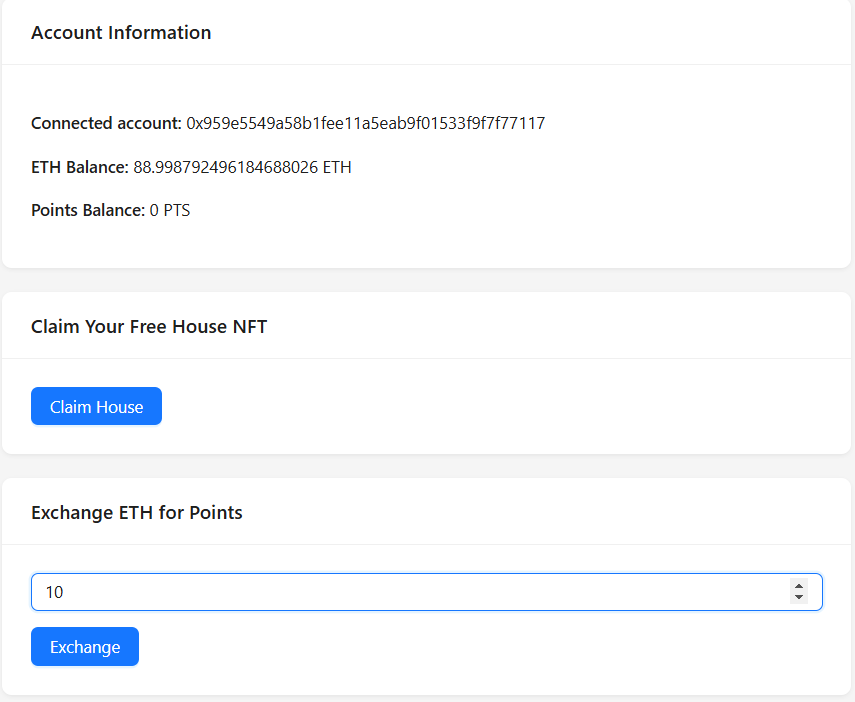 Account Information
Connected account: 0x959e5549a58b1fee11a5eab9f01533f9f7f77117
ETH Balance: 88.998792496184688026 ETH
Points Balance: 0 PTS
Claim Your Free House NFT
Claim House
Exchange ETH for Points
10
Exchange